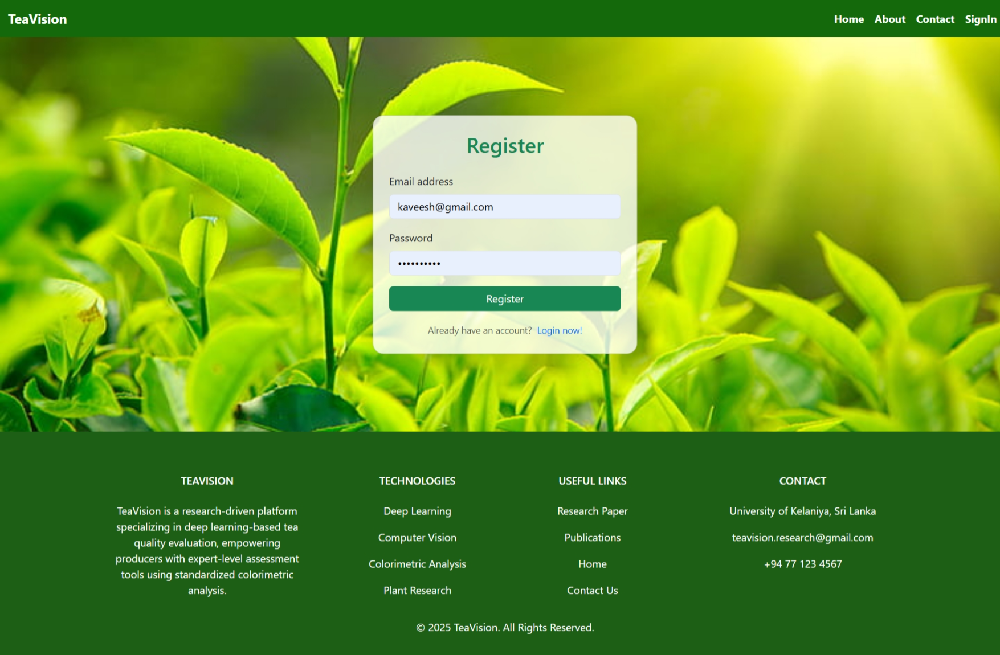 TeaVision
Home About Contact SignIn
Register
Email address
kaveesh@gmail.com
Password
••••••••••
Register
Already have an account? Login now!
TEAVISION
TeaVision is a research-driven platform
specializing in deep learning-based tea
quality evaluation, empowering
producers with expert-level assessment
tools using standardized colorimetric
analysis.
TECHNOLOGIES
Deep Learning
Computer Vision
Colorimetric Analysis
Plant Research
USEFUL LINKS
Research Paper
Publications
Home
Contact Us
CONTACT
University of Kelaniya, Sri Lanka
teavision.research@gmail.com
+94 77 123 4567
© 2025 TeaVision. All Rights Reserved.